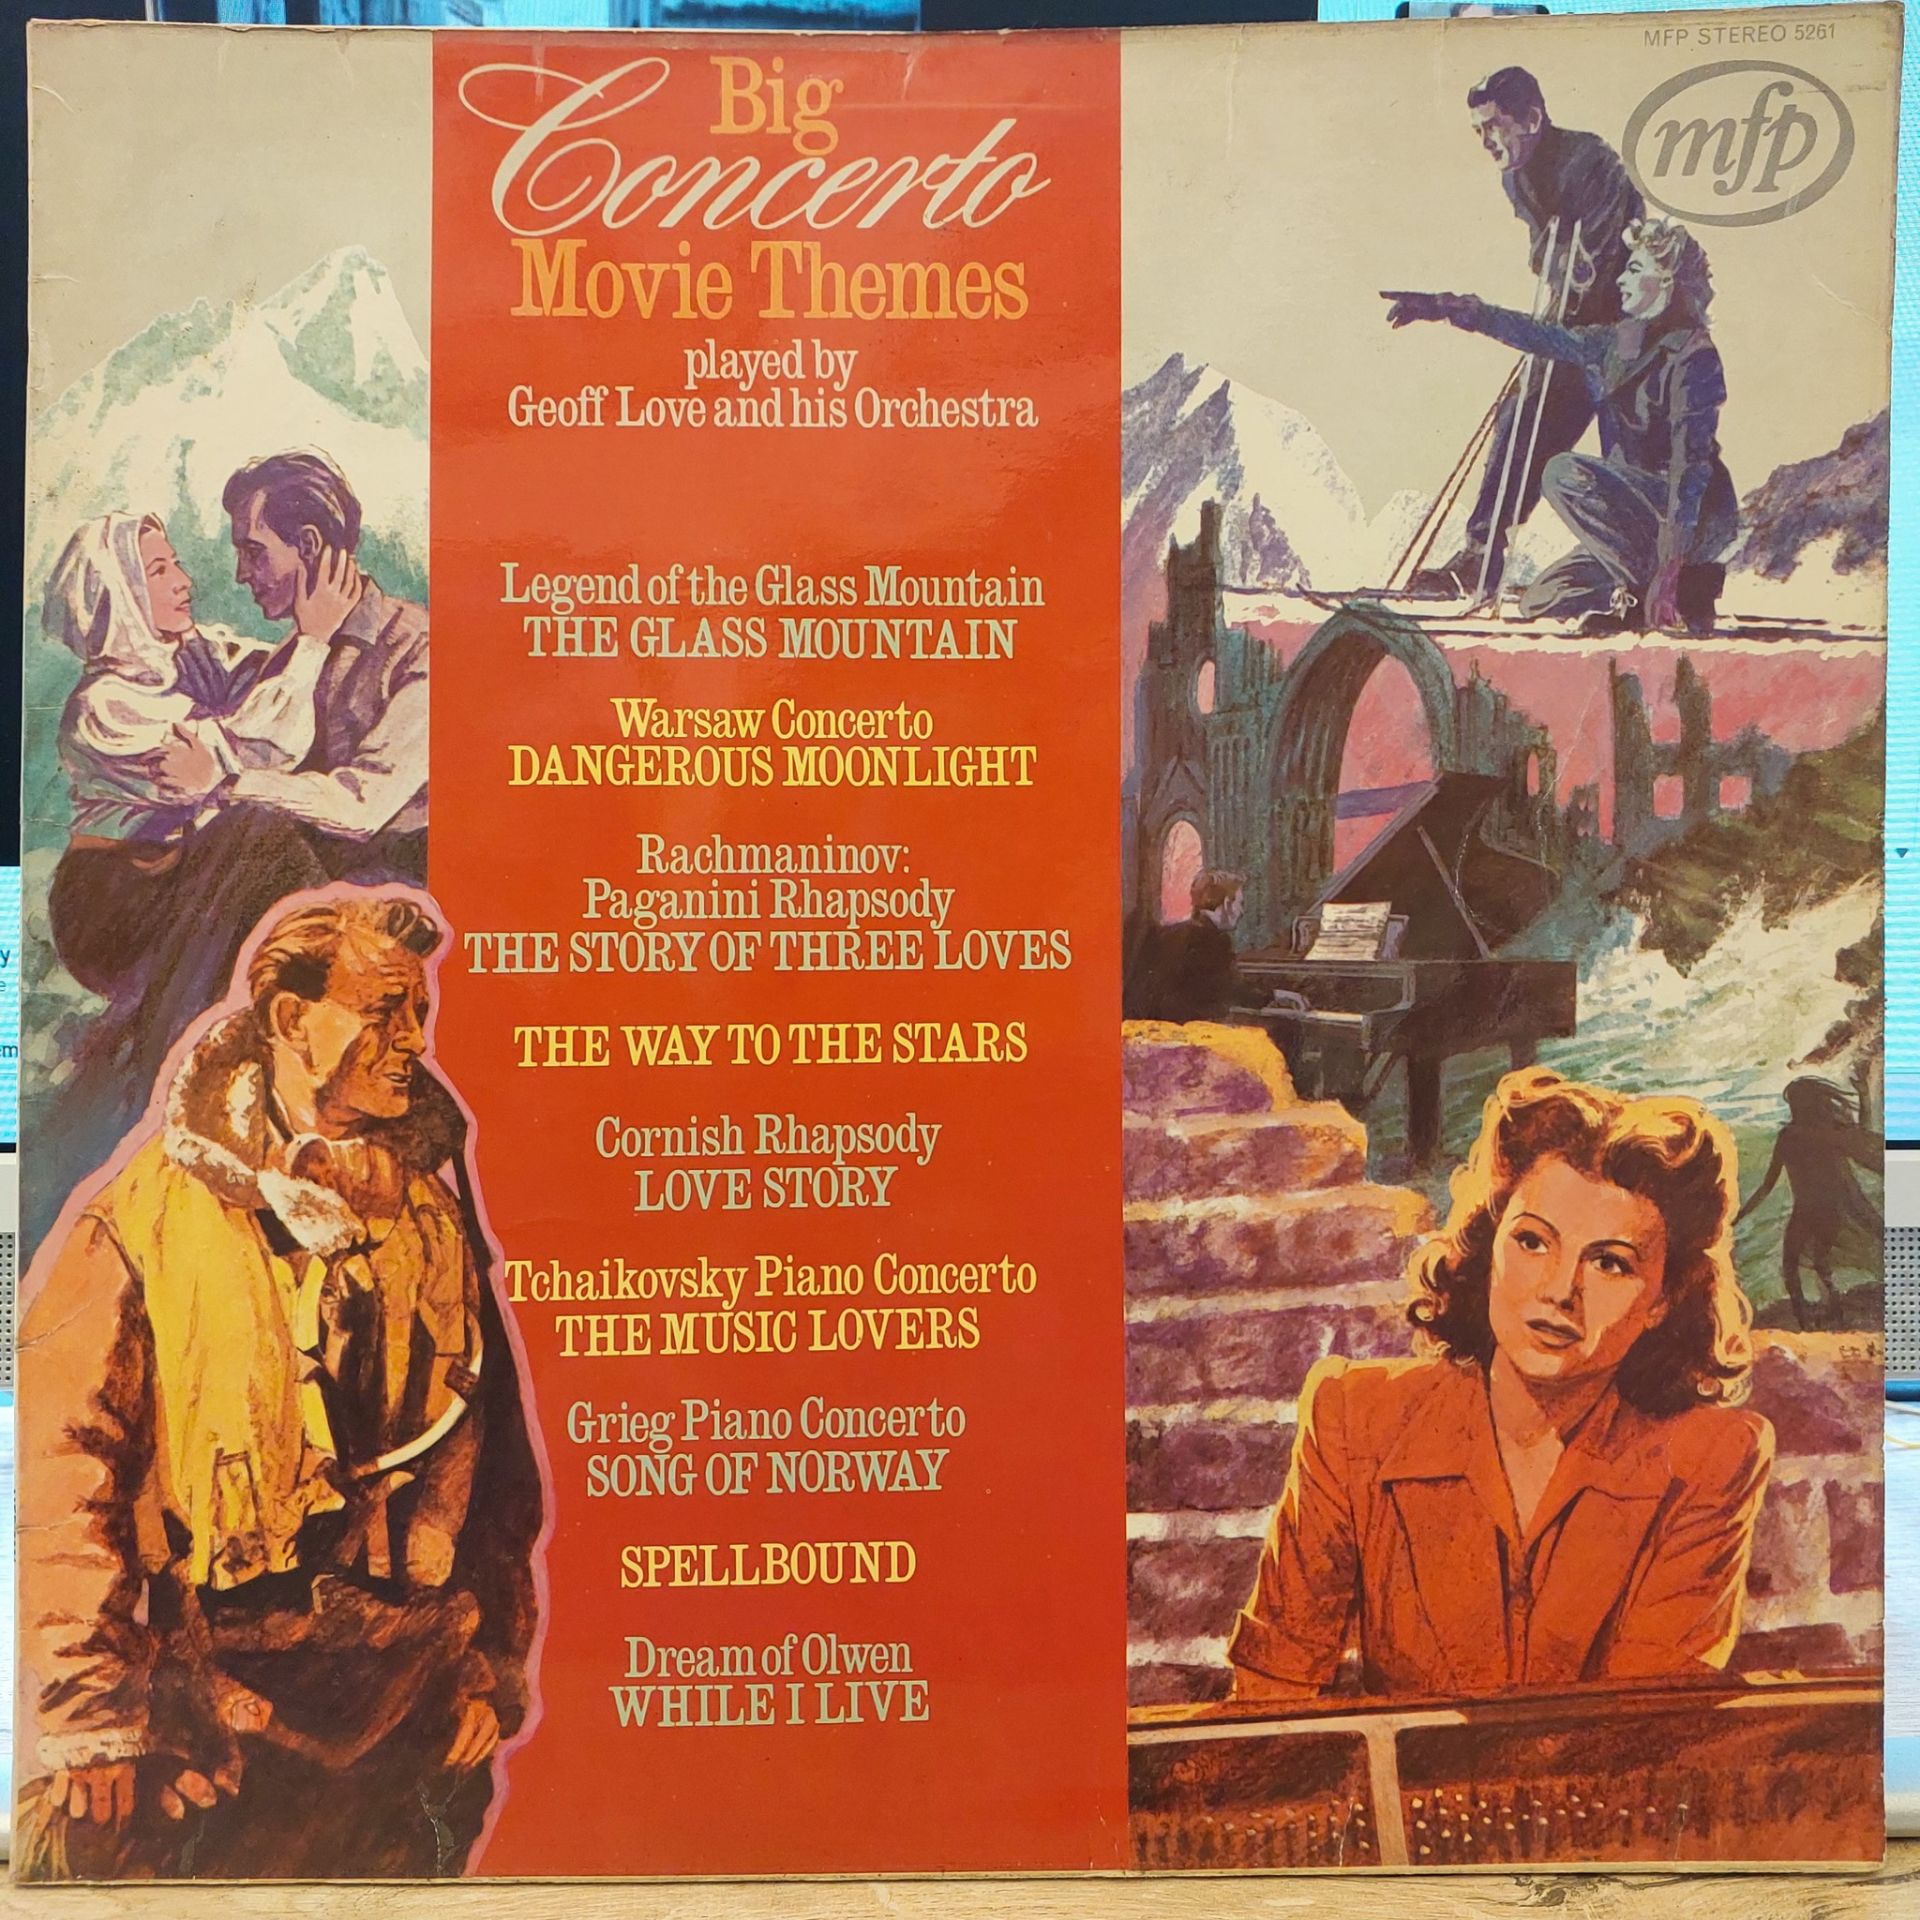 MFP STEREO 5261
mfp
Big
Concerto
Movie Themes
played by
Geoff Love and his Orchestra
Legend of the Glass Mountain
THE GLASS MOUNTAIN
Warsaw Concerto
DANGEROUS MOONLIGHT
Rachmaninov:
Paganini Rhapsody
THE STORY OF THREE LOVES
THE WAY TO THE STARS
Cornish Rhapsody
LOVE STORY
Tchaikovsky Piano Concerto
THE MUSIC LOVERS
Grieg Piano Concerto
SONG OF NORWAY
SPELLBOUND
Dream of Olwen
WHILE I LIVE